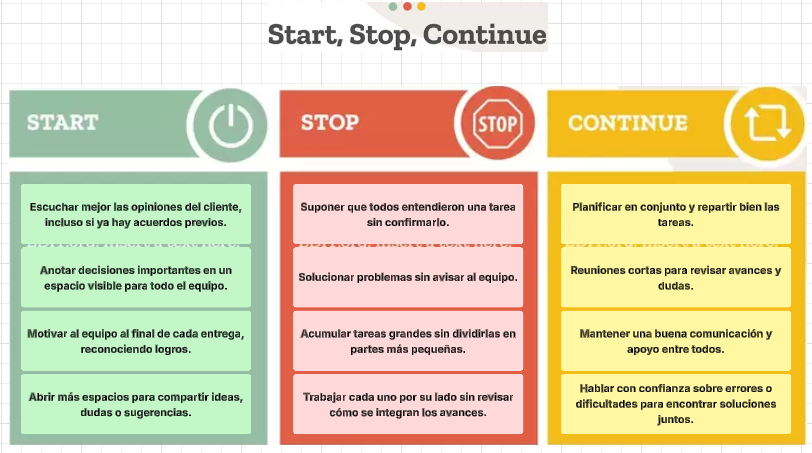 Start, Stop, Continue
START
Escuchar mejor las opiniones del cliente,
incluso si ya hay acuerdos previos.
Anotar decisiones importantes en un
espacio visible para todo el equipo.
Motivar al equipo al final de cada entrega,
reconociendo logros.
Abrir más espacios para compartir ideas,
dudas o sugerencias.
STOP
STOP
Suponer que todos entendieron una tarea
sin confirmarlo.
Solucionar problemas sin avisar al equipo.
Acumular tareas grandes sin dividirlas en
partes más pequeñas.
Trabajar cada uno por su lado sin revisar
cómo se integran los avances.
CONTINUE
Planificar en conjunto y repartir bien las
tareas.
Reuniones cortas para revisar avances y
dudas.
Mantener una buena comunicación y
apoyo entre todos.
Hablar con confianza sobre errores o
dificultades para encontrar soluciones
juntos.